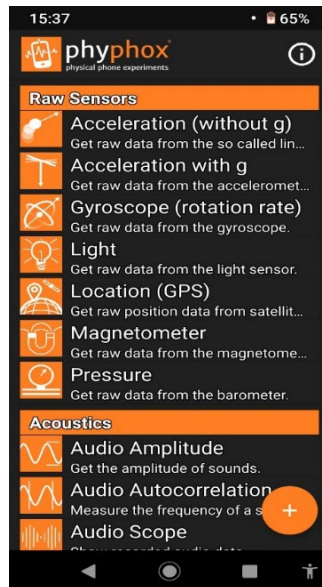 15:37
65%
phyphox
physical phone experiments
Raw Sensors
Acceleration (without g)
Get raw data from the so called lin...
Acceleration with g
Get raw data from the acceleromet...
Gyroscope (rotation rate)
Get raw data from the gyroscope.
Light
Get raw data from the light sensor.
Location (GPS)
Get raw position data from satellit...
Magnetometer
Get raw data from the magnetome...
Pressure
Get raw data from the barometer.
Acoustics
Audio Amplitude
Get the amplitude of sounds.
Audio Autocorrelation
Measure the frequency of a s
Audio Scope
Show recorded audio data